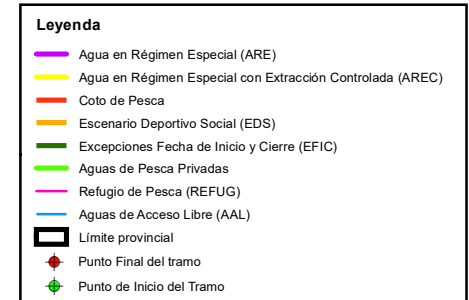 Leyenda
Agua en Régimen Especial (ARE)
Agua en Régimen Especial con Extracción Controlada (AREC)
Coto de Pesca
Escenario Deportivo Social (EDS)
Excepciones Fecha de Inicio y Cierre (EFIC)
Aguas de Pesca Privadas
Refugio de Pesca (REFUG)
Aguas de Acceso Libre (AAL)
Límite provincial
Punto Final del tramo
Punto de Inicio del Tramo